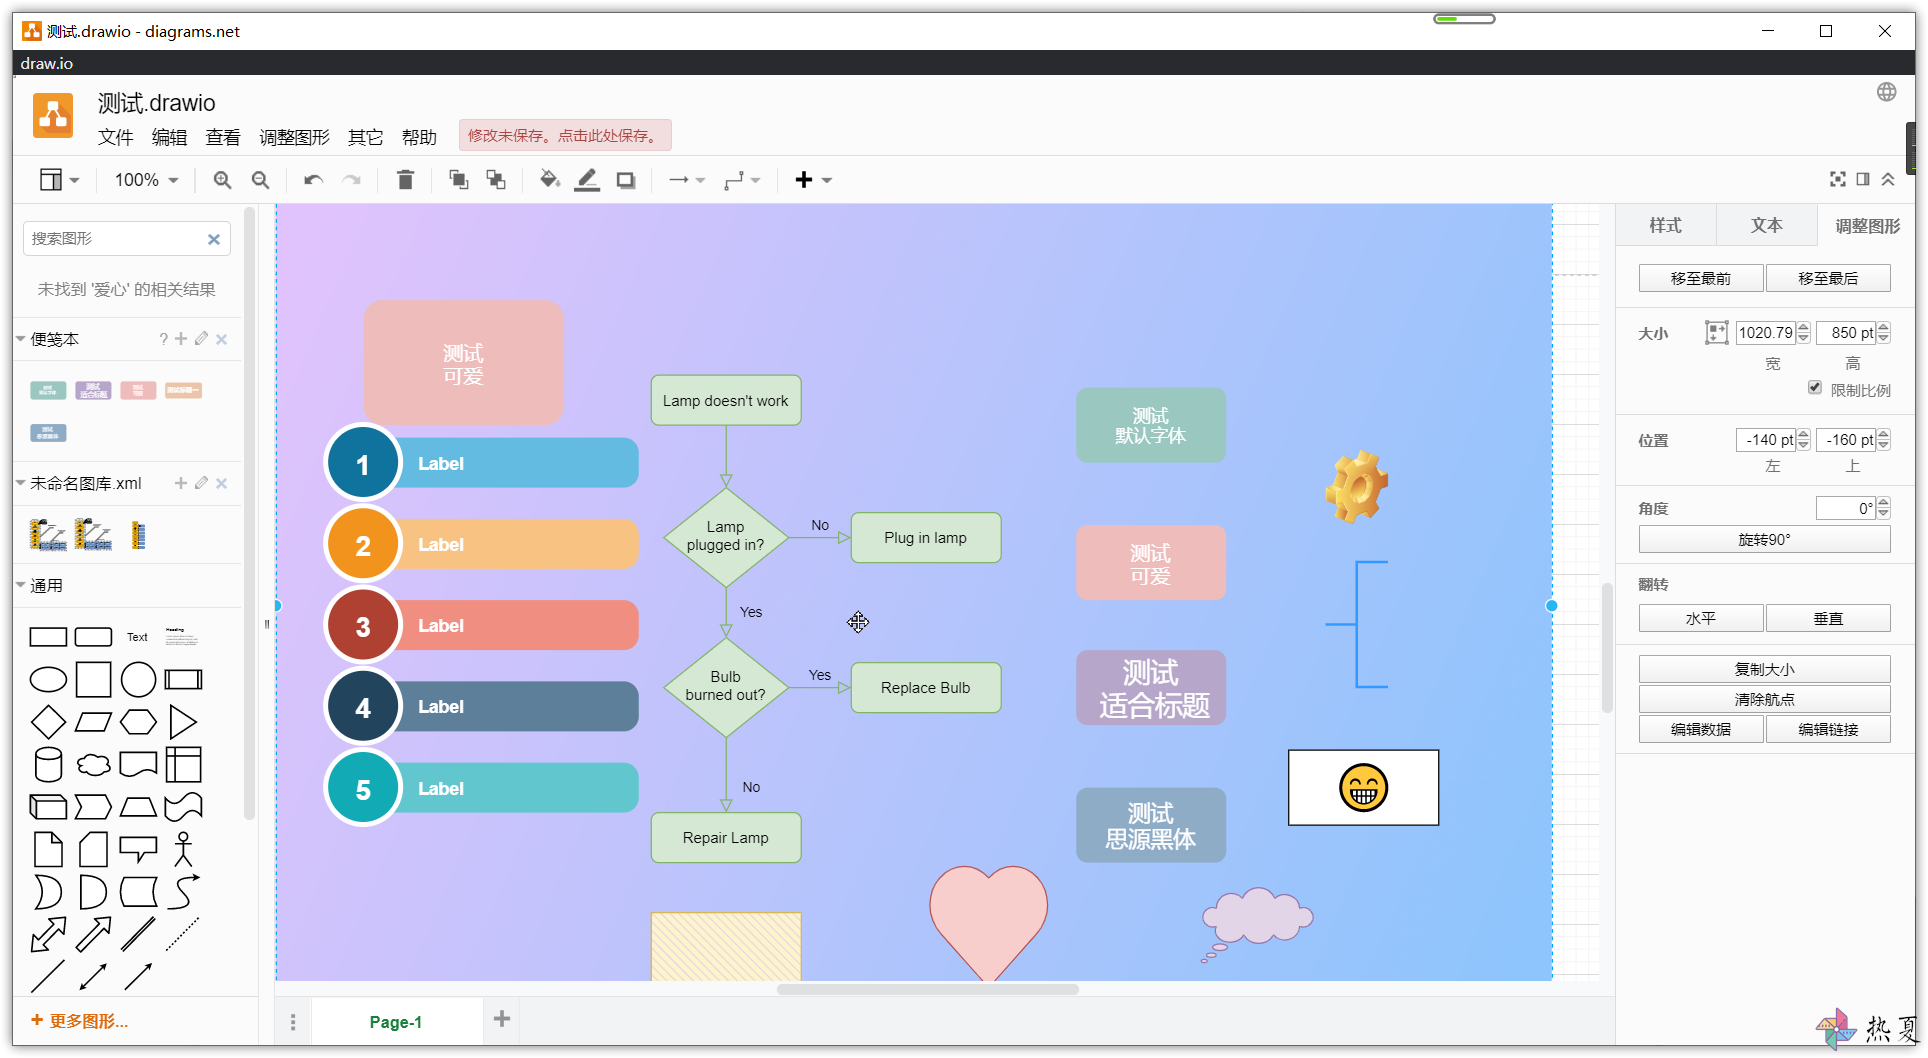 测试.drawio - diagrams.net
draw.io
测试.drawio
文件 编辑 查看 调整图形 其它 帮助 修改未保存。点击此处保存。
100%
搜索图形
未找到 '爱心' 的相关结果
便笺本
?
测试
适合标题
未命名图库.xml
通用
Text
Heading
更多图形...
测试
可爱
1 Label
2 Label
3 Label
4 Label
5 Label
Lamp doesn't work
Lamp
plugged in?
No
Plug in lamp
Yes
Bulb
burned out?
Yes
Replace Bulb
No
Repair Lamp
测试
默认字体
测试
可爱
测试
适合标题
测试
思源黑体
Page-1
样式 文本 调整图形
移至最前 移至最后
大小 1020.79 850 pt
宽 高
限制比例
位置 -140 pt -160 pt
左 上
角度 0°
旋转90°
翻转
水平 垂直
复制大小
清除航点
编辑数据 编辑链接
热夏